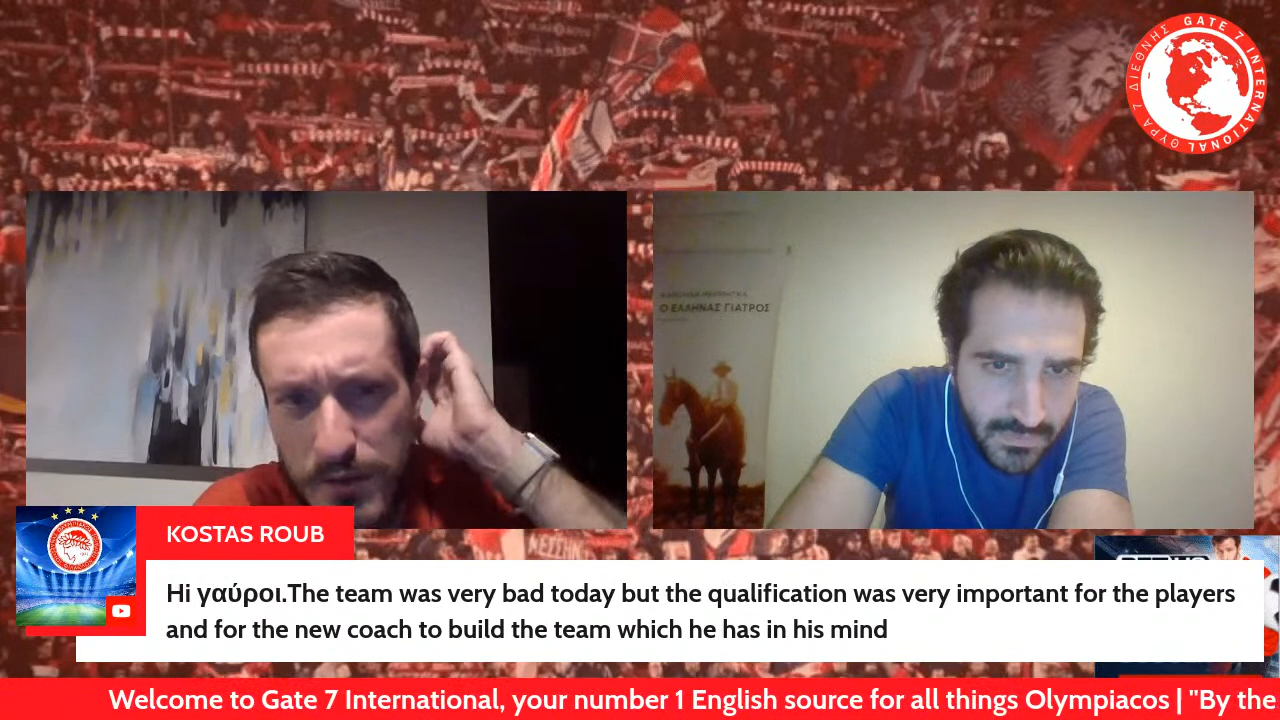 GATE 7 INTERNATIONAL
ΘΥΡΑ 7 ΔΙΕΘΝΗΣ
Ο ΕΛΛΗΝΑΣ ΓΙΑΤΡΟΣ
KOSTAS ROUB
Hi γαύροι.The team was very bad today but the qualification was very important for the players
and for the new coach to build the team which he has in his mind
Welcome to Gate 7 International, your number 1 English source for all things Olympiacos | "By the